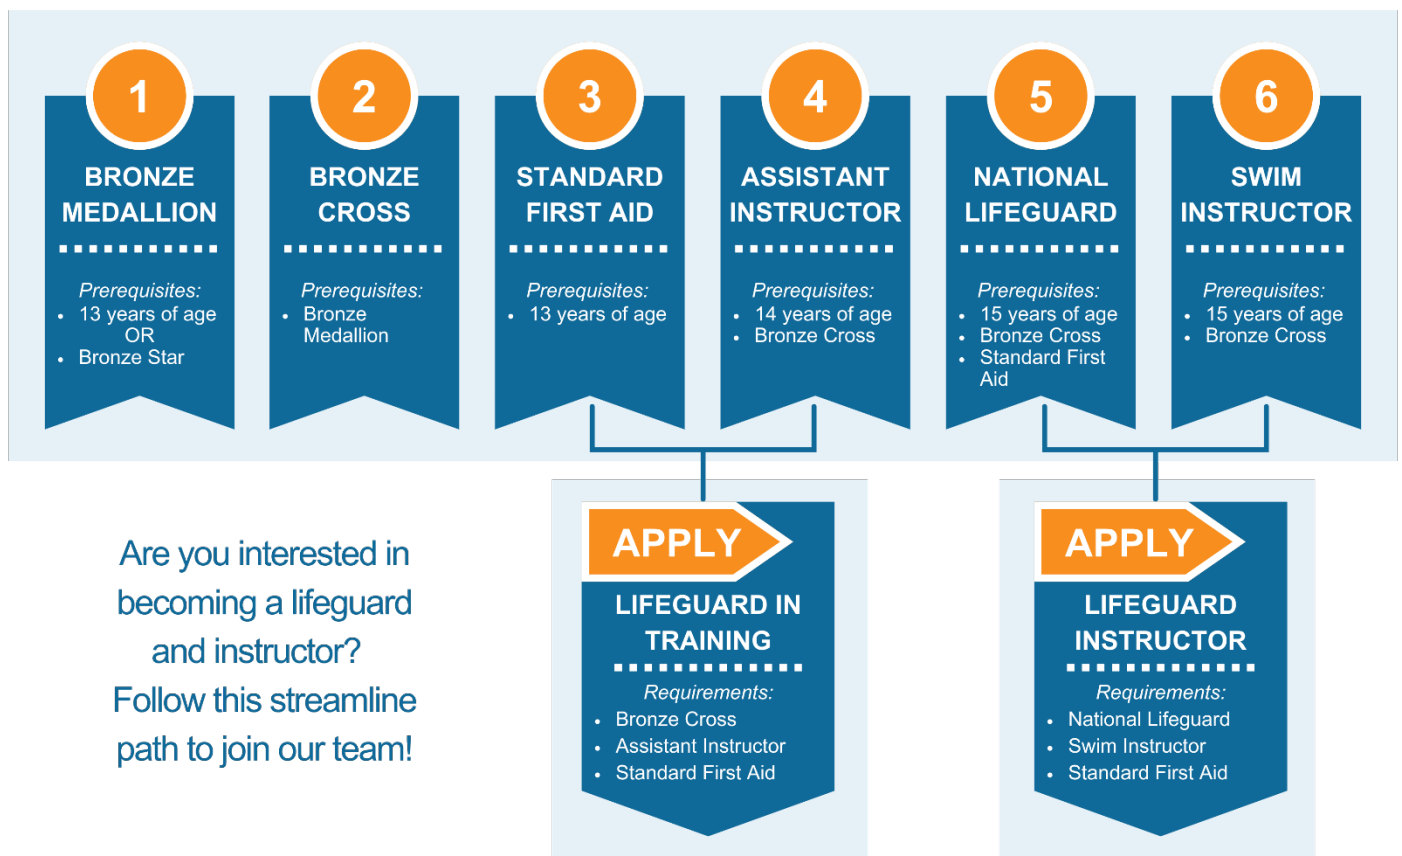 1
BRONZE
MEDALLION
Prerequisites:
• 13 years of age
OR
• Bronze Star
2
BRONZE
CROSS
Prerequisites:
• Bronze
Medallion
3
STANDARD
FIRST AID
Prerequisites:
• 13 years of age
4
ASSISTANT
INSTRUCTOR
Prerequisites:
• 14 years of age
• Bronze Cross
5
NATIONAL
LIFEGUARD
Prerequisites:
• 15 years of age
• Bronze Cross
• Standard First
Aid
6
SWIM
INSTRUCTOR
Prerequisites:
• 15 years of age
• Bronze Cross
Are you interested in
becoming a lifeguard
and instructor?
Follow this streamline
path to join our team!
APPLY
LIFEGUARD IN
TRAINING
Requirements:
• Bronze Cross
• Assistant Instructor
• Standard First Aid
APPLY
LIFEGUARD
INSTRUCTOR
Requirements:
• National Lifeguard
• Swim Instructor
• Standard First Aid